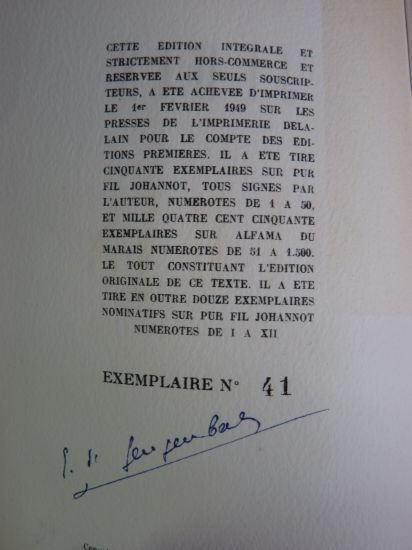 CETTE EDITION INTEGRALE ET
STRICTEMENT HORS-COMMERCE ET
RESERVEE AUX SEULS SOUSCRIP-
TEURS, A ETE ACHEVEE D'IMPRIMER
LE 1er FEVRIER 1949 SUR LES
PRESSES DE L'IMPRIMERIE DELA-
LAIN POUR LE COMPTE DES EDI-
TIONS PREMIERES. IL A ETE TIRE
CINQUANTE EXEMPLAIRES SUR PUR
FIL JOHANNOT, TOUS SIGNES PAR
L'AUTEUR, NUMEROTES DE 1 A 50,
ET MILLE QUATRE CENT CINQUANTE
EXEMPLAIRES SUR ALFAMA DU
MARAIS NUMEROTES DE 51 A 1.500.
LE TOUT CONSTITUANT L'EDITION
ORIGINALE DE CE TEXTE. IL A ETE
TIRE EN OUTRE DOUZE EXEMPLAIRES
NOMINATIFS SUR PUR FIL JOHANNOT
NUMEROTES DE I A XII
EXEMPLAIRE N° 41